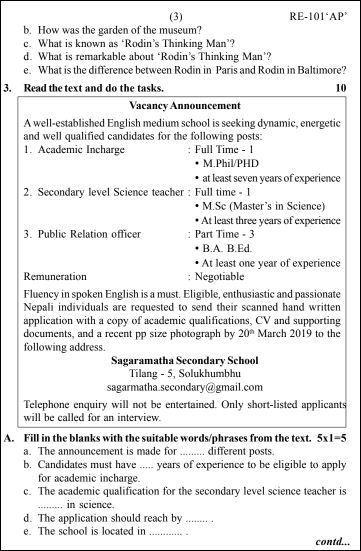 (3) RE-101'AP'
b. How was the garden of the museum?
c. What is known as 'Rodin's Thinking Man'?
d. What is remarkable about 'Rodin's Thinking Man'?
e. What is the difference between Rodin in Paris and Rodin in Baltimore?
3. Read the text and do the tasks. 10
Vacancy Announcement
A well-established English medium school is seeking dynamic, energetic
and well qualified candidates for the following posts:
1. Academic Incharge : Full Time - 1
• M.Phil/PHD
• at least seven years of experience
2. Secondary level Science teacher : Full time - 1
• M.Sc (Master's in Science)
• At least three years of experience
3. Public Relation officer : Part Time - 3
• B.A. B.Ed.
• At least one year of experience
Remuneration : Negotiable
Fluency in spoken English is a must. Eligible, enthusiastic and passionate
Nepali individuals are requested to send their scanned hand written
application with a copy of academic qualifications, CV and supporting
documents, and a recent pp size photograph by 20th March 2019 to the
following address.
Sagaramatha Secondary School
Tilang - 5, Solukhumbhu
sagarmatha.secondary@gmail.com
Telephone enquiry will not be entertained. Only short-listed applicants
will be called for an interview.
A. Fill in the blanks with the suitable words/phrases from the text. 5x1=5
a. The announcement is made for ......... different posts.
b. Candidates must have ..... years of experience to be eligible to apply
for academic incharge.
c. The academic qualification for the secondary level science teacher is
......... in science.
d. The application should reach by ........ .
e. The school is located in ............ .
contd...